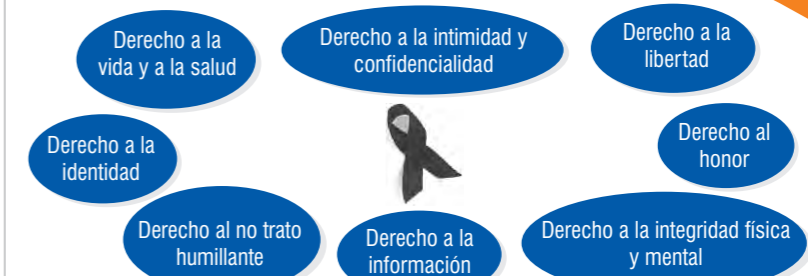 Derecho a la
vida y a la salud
Derecho a la intimidad y
confidencialidad
Derecho a la
libertad
Derecho a la
identidad
Derecho al
honor
Derecho al no trato
humillante
Derecho a la
información
Derecho a la integridad física
y mental